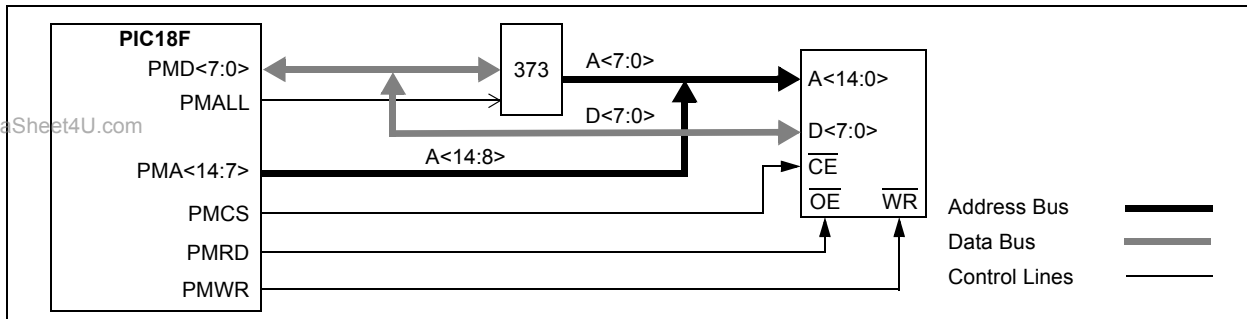 PIC18F
PMD<7:0>
373
A<7:0>
A<14:0>
PMALL
aSheet4U.com
D<7:0>
D<7:0>
A<14:8>
PMA<14:7>
CE
OE WR
PMCS
Address Bus
PMRD
Data Bus
PMWR
Control Lines